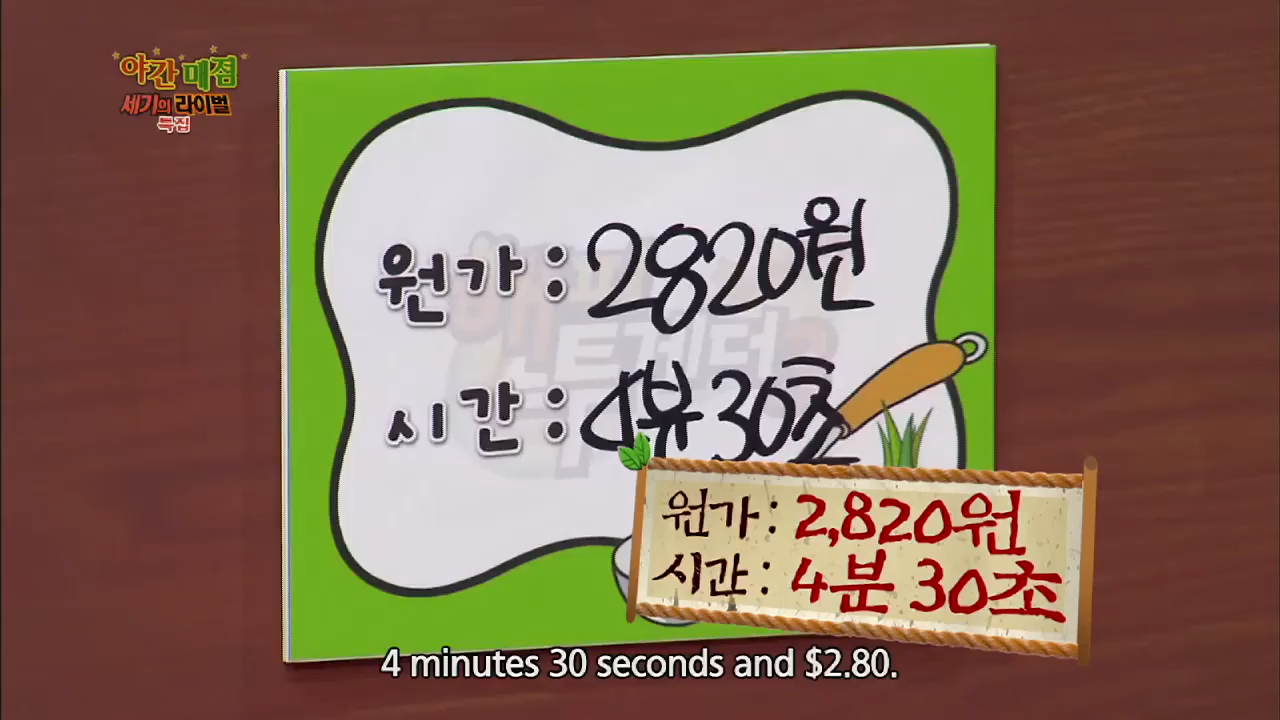 야간매점
세기의 라이벌
특집
원가 : 2820원
시간 : 4분 30초
원가 : 2,820원
시간 : 4분 30초
4 minutes 30 seconds and $2.80.